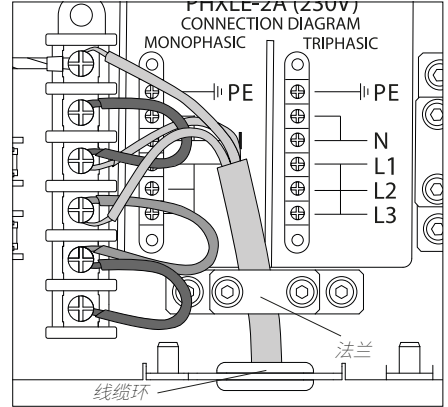 PHXLE-2A (230V)
CONNECTION DIAGRAM
MONOPHASIC
TRIPHASIC
PE
PE
N
L1
L2
L3
法兰
线缆环